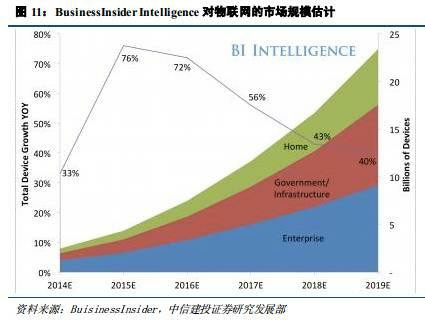 图 11：BusinessInsider Intelligence 对物联网的市场规模估计
BI INTELLIGENCE
80%
70%
60%
50%
40%
30%
20%
10%
0%
Total Device Growth YOY
33%
76%
72%
56%
43%
40%
Home
Government/
Infrastructure
Enterprise
25
20
15
10
5
-
Billions of Devices
2014E
2015E
2016E
2017E
2018E
2019E
资料来源：BuisinessInsider，中信建投证券研究发展部